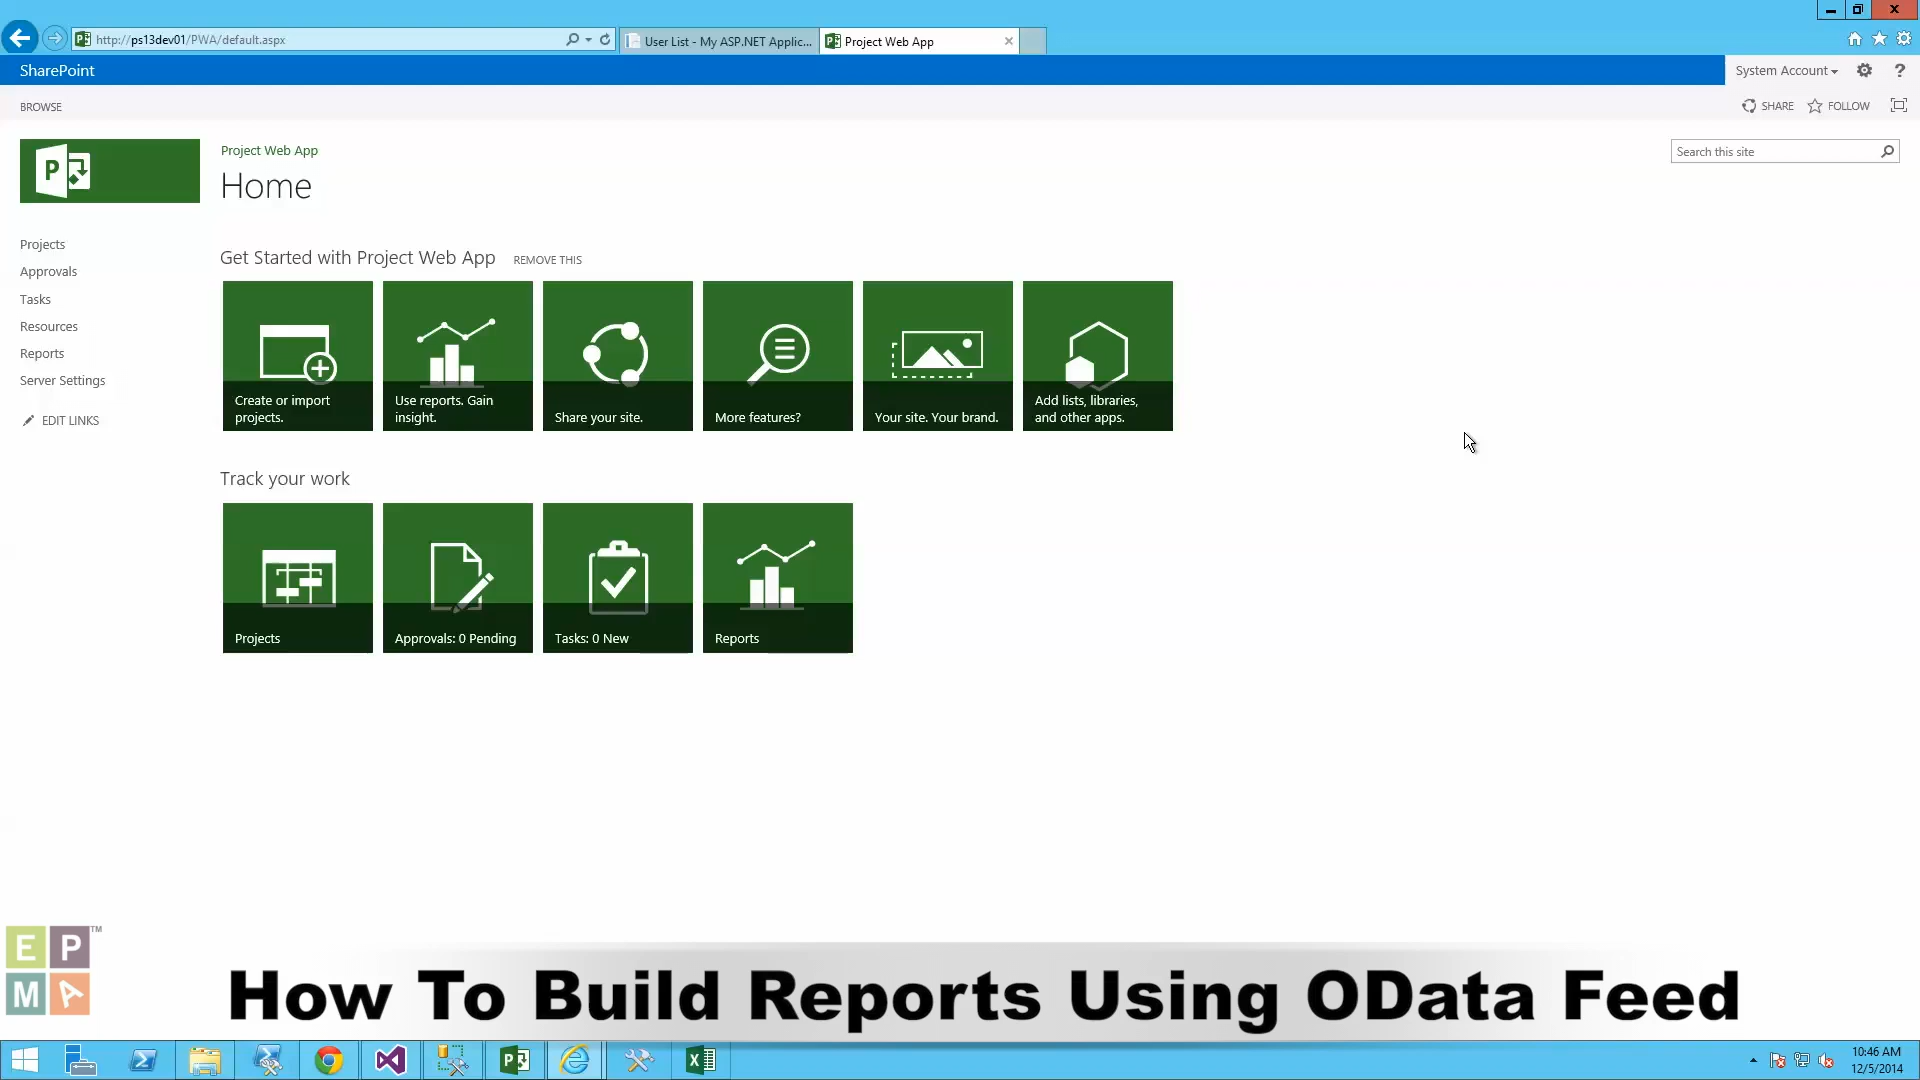 http://ps13dev01/PWA/default.aspx
User List - My ASP.NET Applic...
Project Web App
SharePoint
System Account
?
BROWSE
SHARE
FOLLOW
P
Project Web App
Search this site
Home
Projects
Approvals
Tasks
Resources
Reports
Server Settings
EDIT LINKS
Get Started with Project Web App
REMOVE THIS
Create or import
projects.
Use reports. Gain
insight.
Share your site.
More features?
Your site. Your brand.
Add lists, libraries,
and other apps.
Track your work
Projects
Approvals: 0 Pending
Tasks: 0 New
Reports
E P TM
M A
How To Build Reports Using OData Feed
10:46 AM
12/5/2014